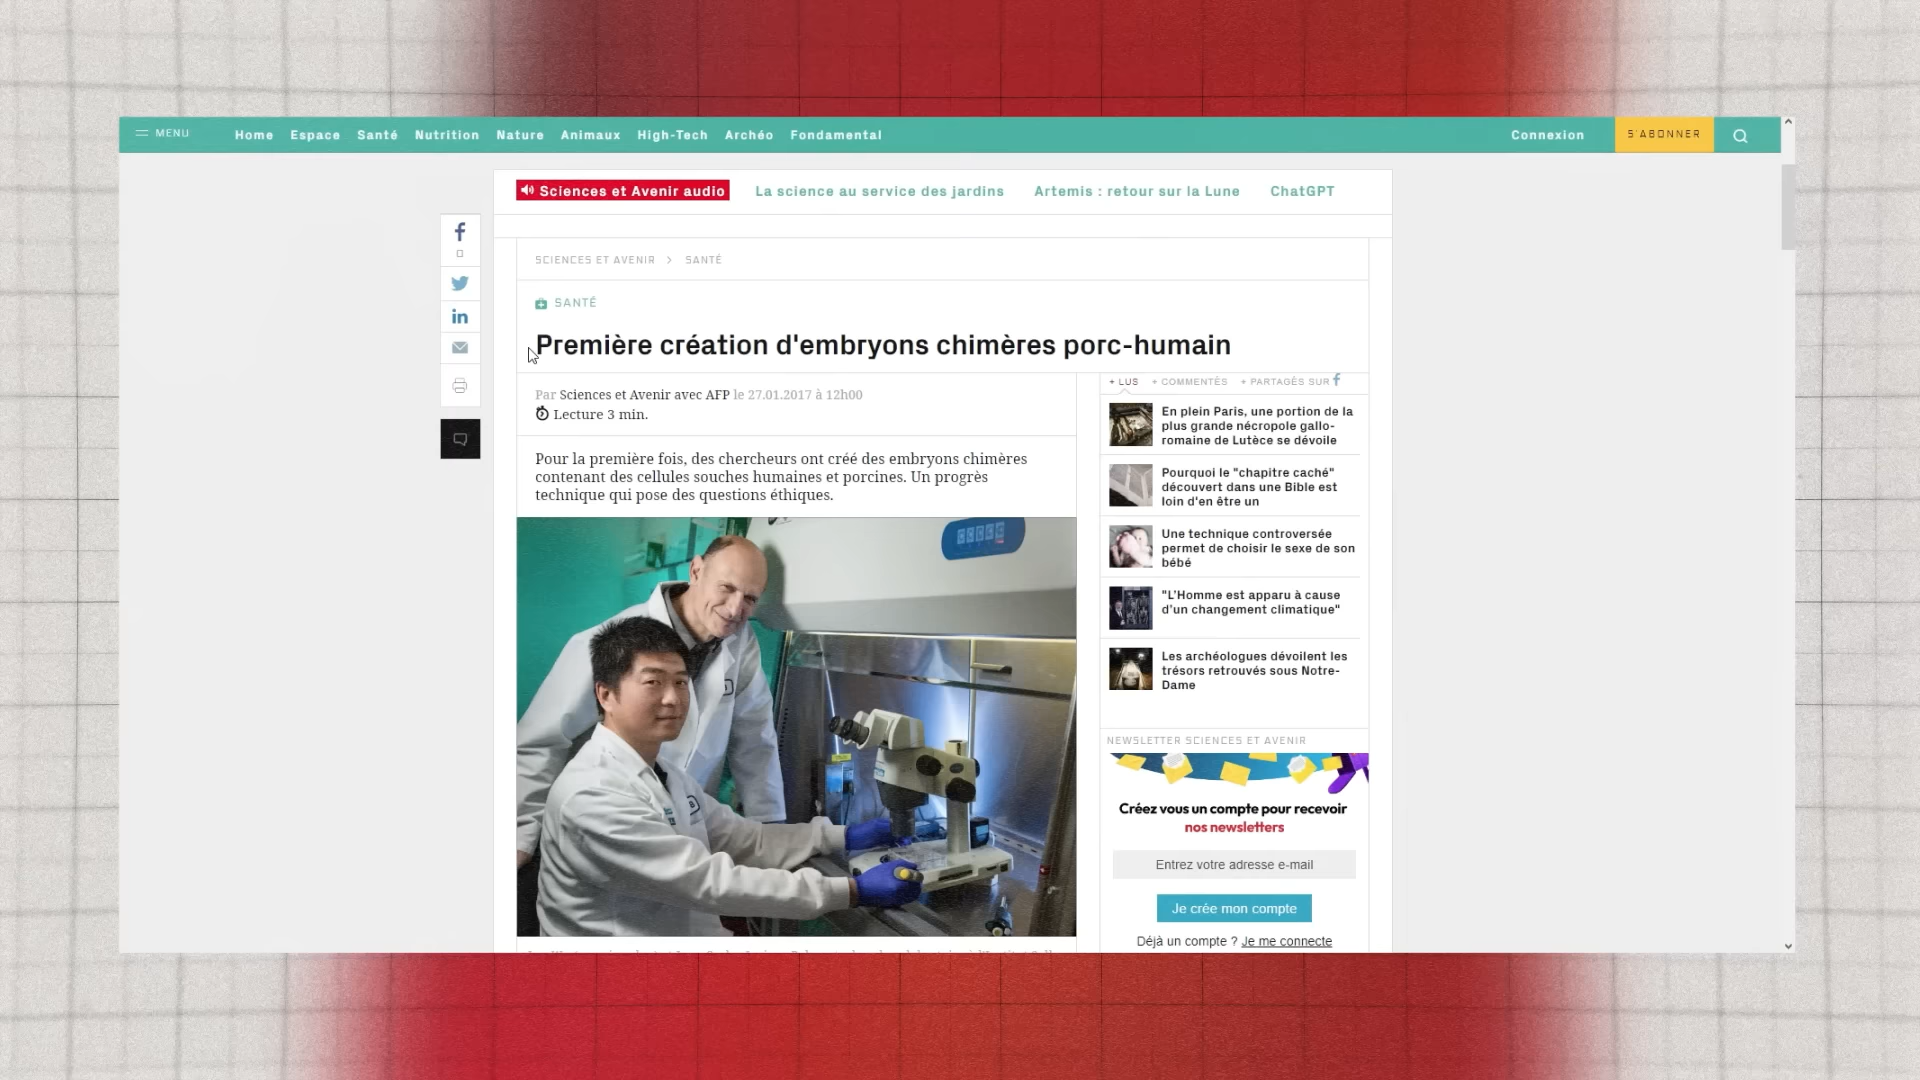 MENU
Home Espace Santé Nutrition Nature Animaux High-Tech Archéo Fondamental
Connexion
S'ABONNER
Sciences et Avenir audio
La science au service des jardins
Artemis : retour sur la Lune
ChatGPT
SCIENCES ET AVENIR > SANTÉ
SANTÉ
Première création d'embryons chimères porc-humain
Par Sciences et Avenir avec AFP le 27.01.2017 à 12h00
Lecture 3 min.
Pour la première fois, des chercheurs ont créé des embryons chimères
contenant des cellules souches humaines et porcines. Un progrès
technique qui pose des questions éthiques.
+ LUS + COMMENTÉS + PARTAGÉS SUR
En plein Paris, une portion de la
plus grande nécropole gallo-
romaine de Lutèce se dévoile
Pourquoi le "chapitre caché"
découvert dans une Bible est
loin d'en être un
Une technique controversée
permet de choisir le sexe de son
bébé
"L'Homme est apparu à cause
d'un changement climatique"
Les archéologues dévoilent les
trésors retrouvés sous Notre-
Dame
NEWSLETTER SCIENCES ET AVENIR
Créez vous un compte pour recevoir
nos newsletters
Entrez votre adresse e-mail
Je crée mon compte
Déjà un compte ? Je me connecte